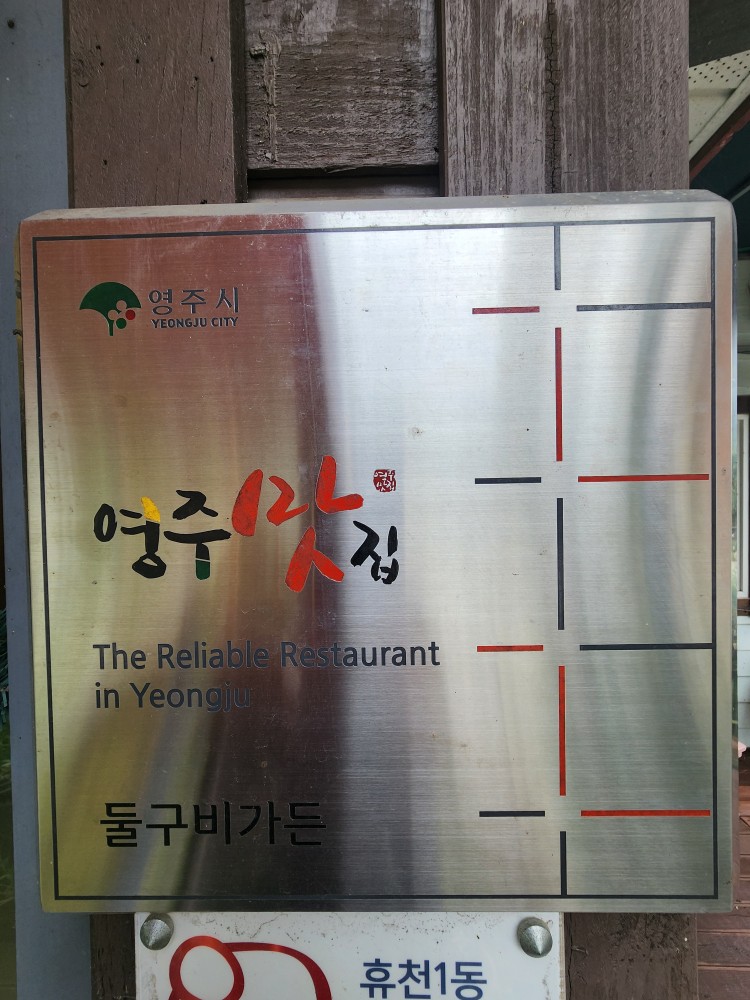 영주시
YEONGJU CITY
영주맛집
The Reliable Restaurant
in Yeongju
둘구비가든
휴천1동